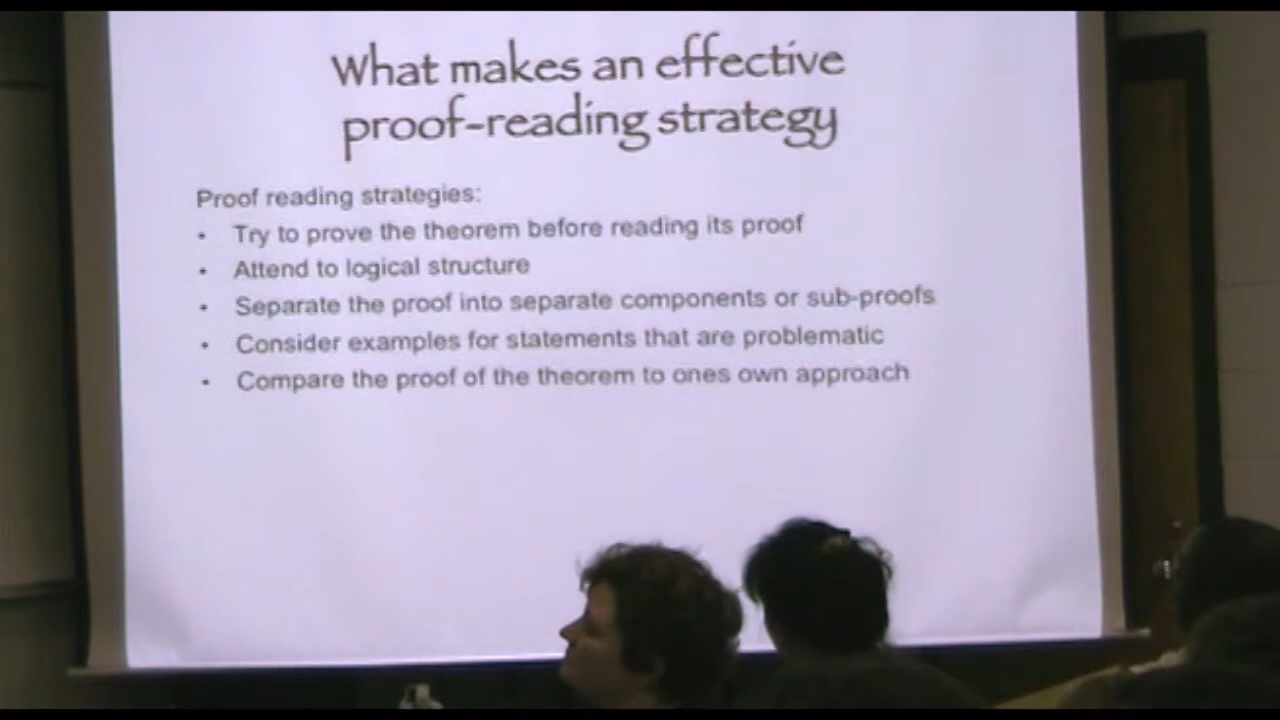 What makes an effective
proof-reading strategy
Proof reading strategies:
• Try to prove the theorem before reading its proof
• Attend to logical structure
• Separate the proof into separate components or sub-proofs
• Consider examples for statements that are problematic
• Compare the proof of the theorem to ones own approach